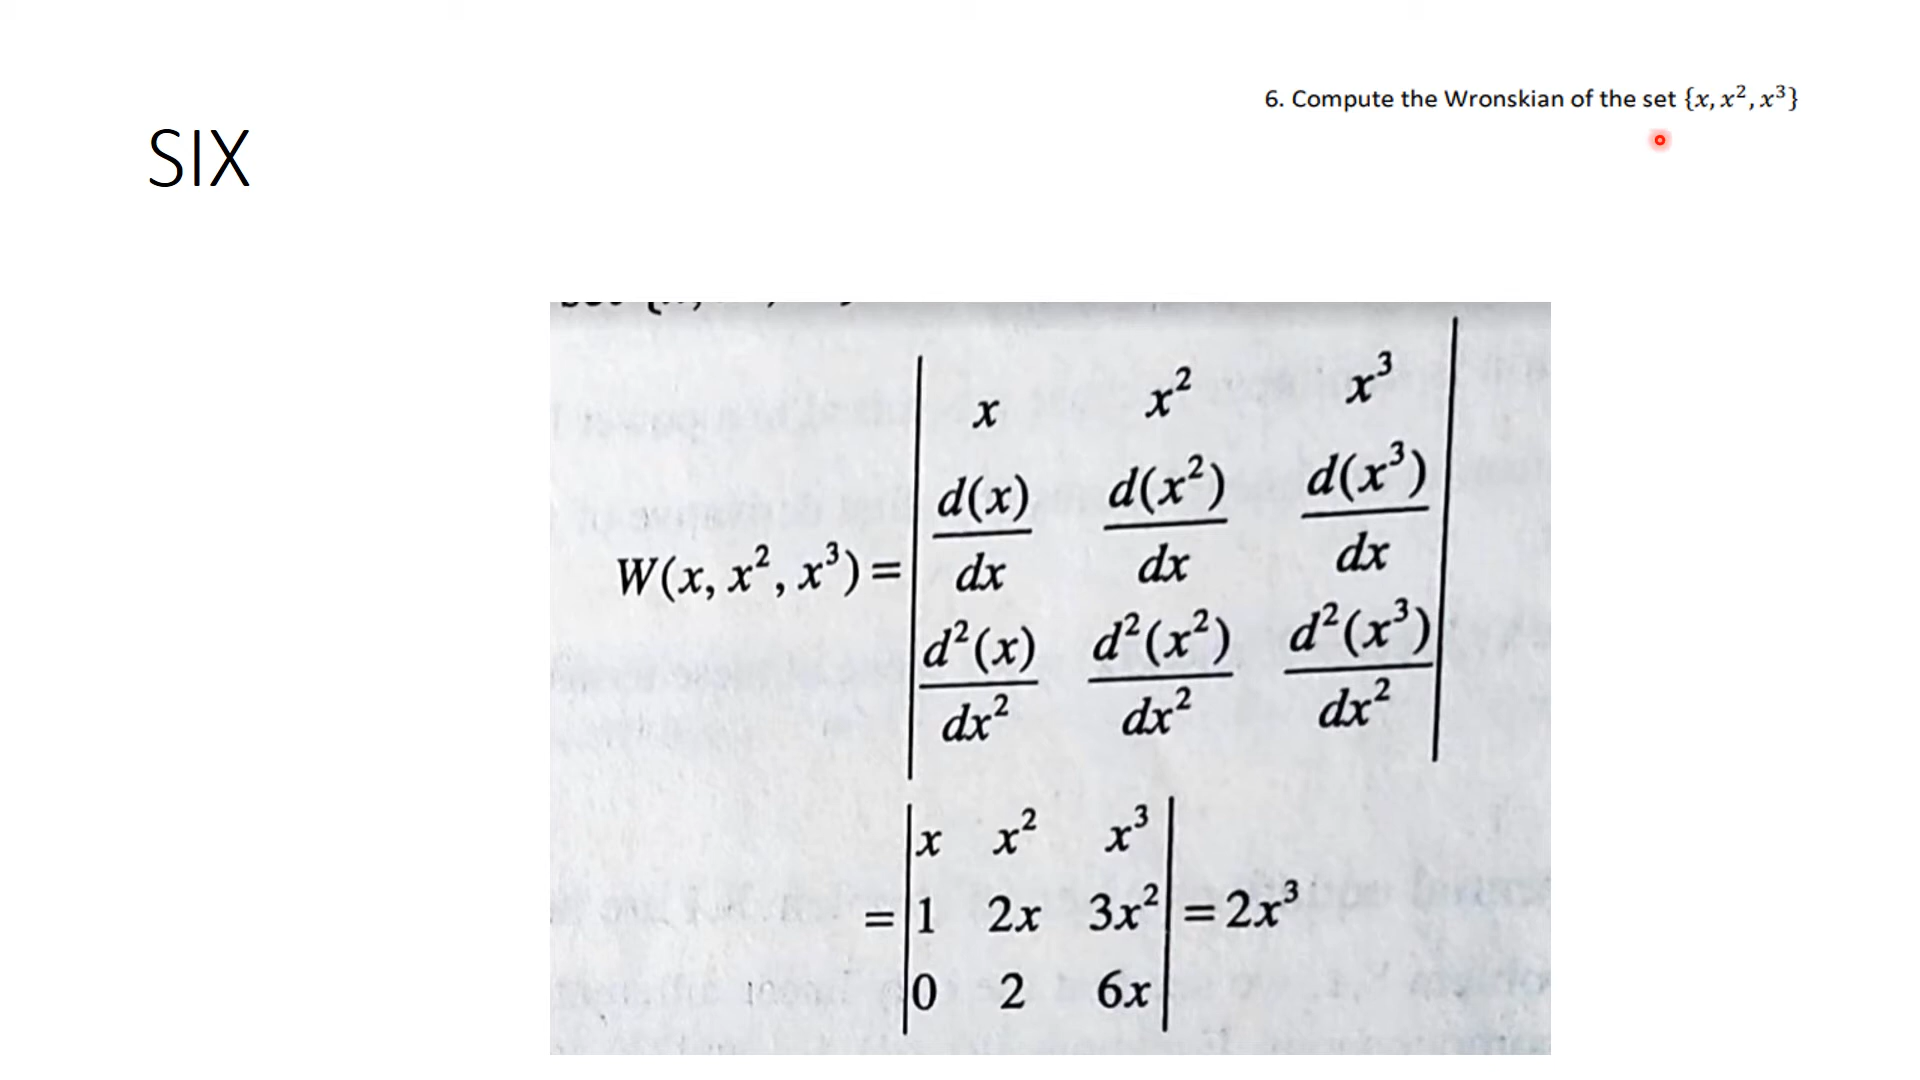 6. Compute the Wronskian of the set {x, x², x³}
SIX
x x² x³
d(x) d(x²) d(x³)
dx dx dx
W(x, x², x³) =
d²(x) d²(x²) d²(x³)
dx² dx² dx²
x x² x³
= 1 2x 3x² = 2x³
0 2 6x